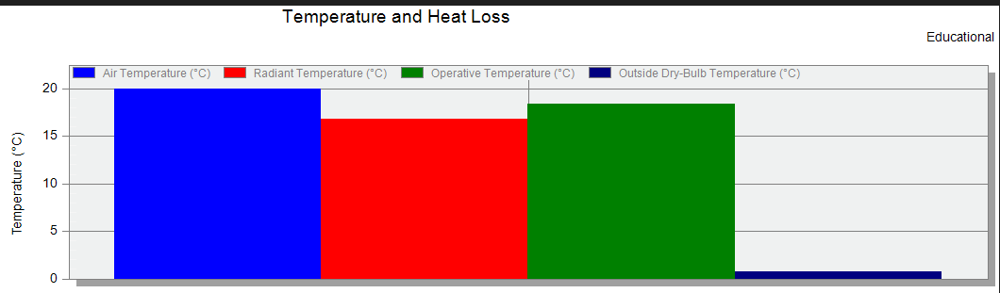 Temperature and Heat Loss
Educational
Air Temperature (°C) Radiant Temperature (°C) Operative Temperature (°C) Outside Dry-Bulb Temperature (°C)
Temperature (°C)
20
15
10
5
0